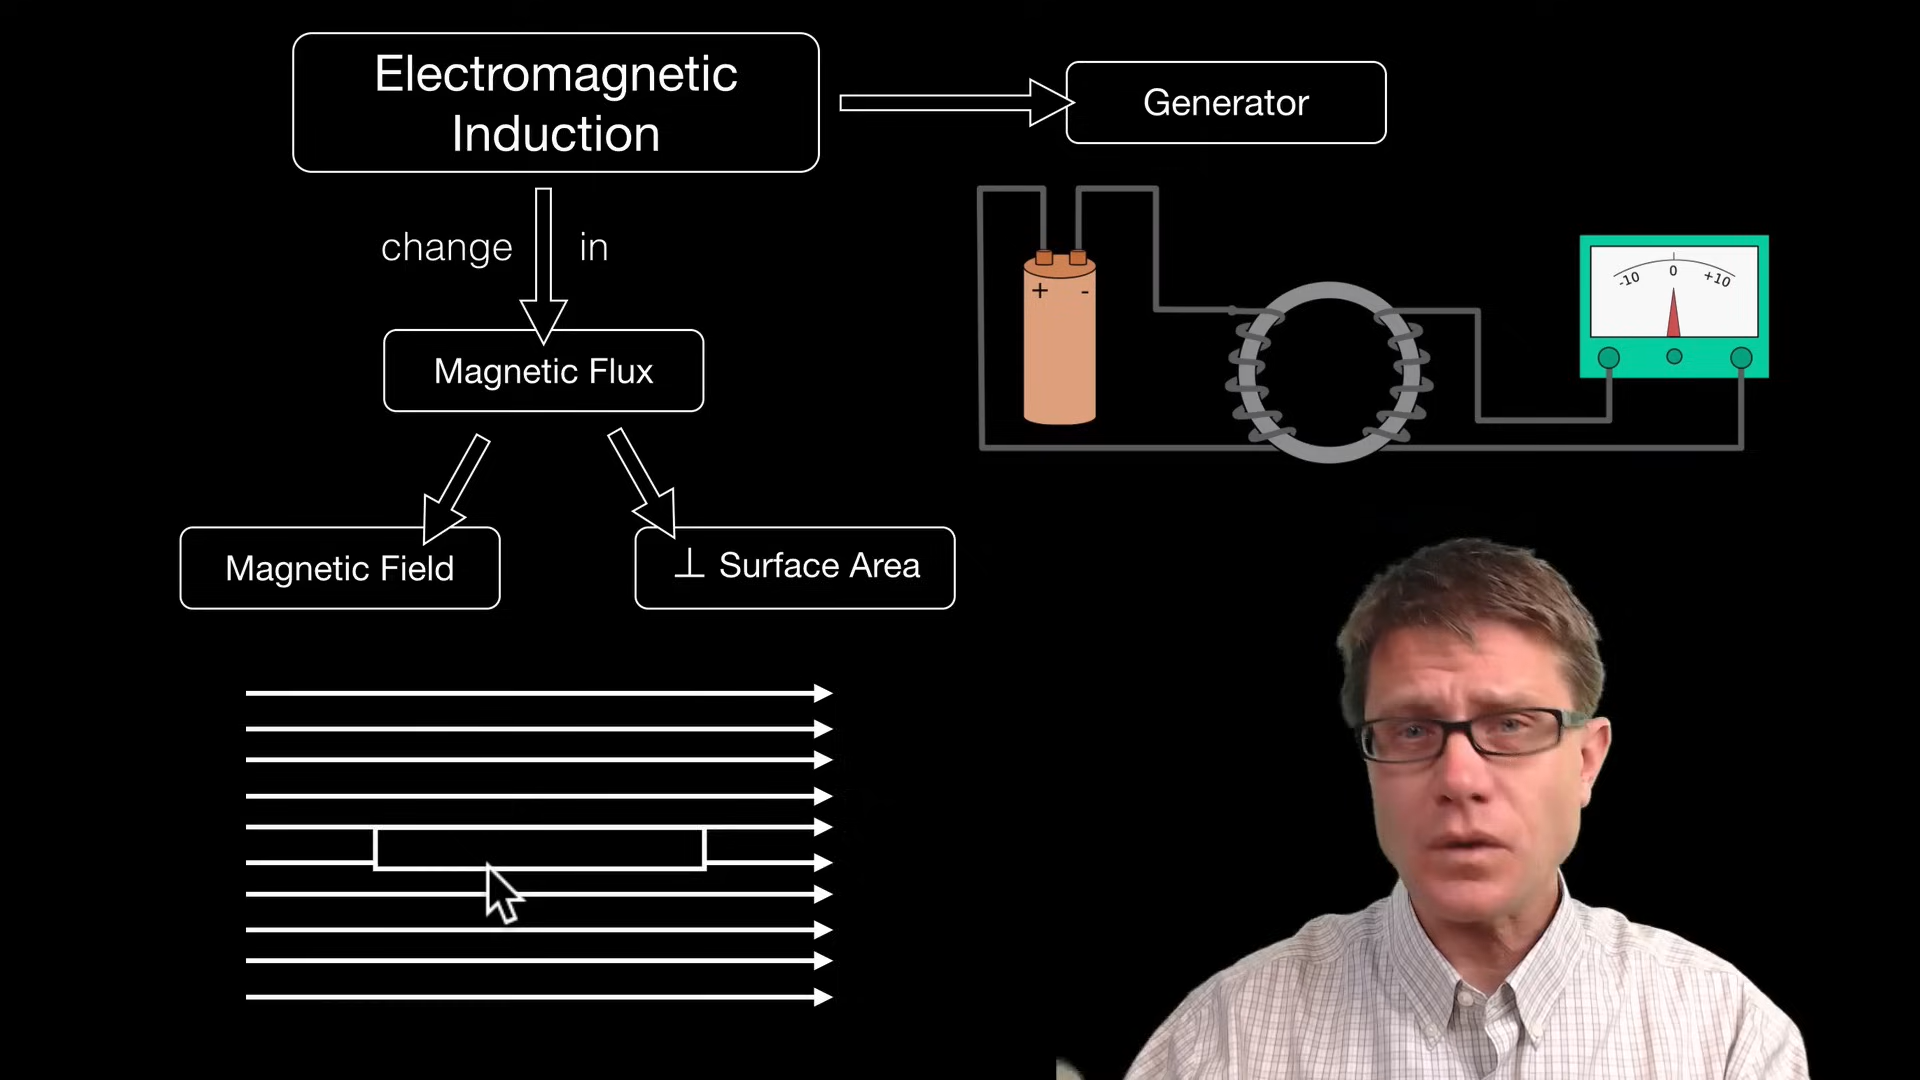 Electromagnetic
Induction
Generator
change in
Magnetic Flux
+ -
-10 0 +10
Magnetic Field
⊥ Surface Area